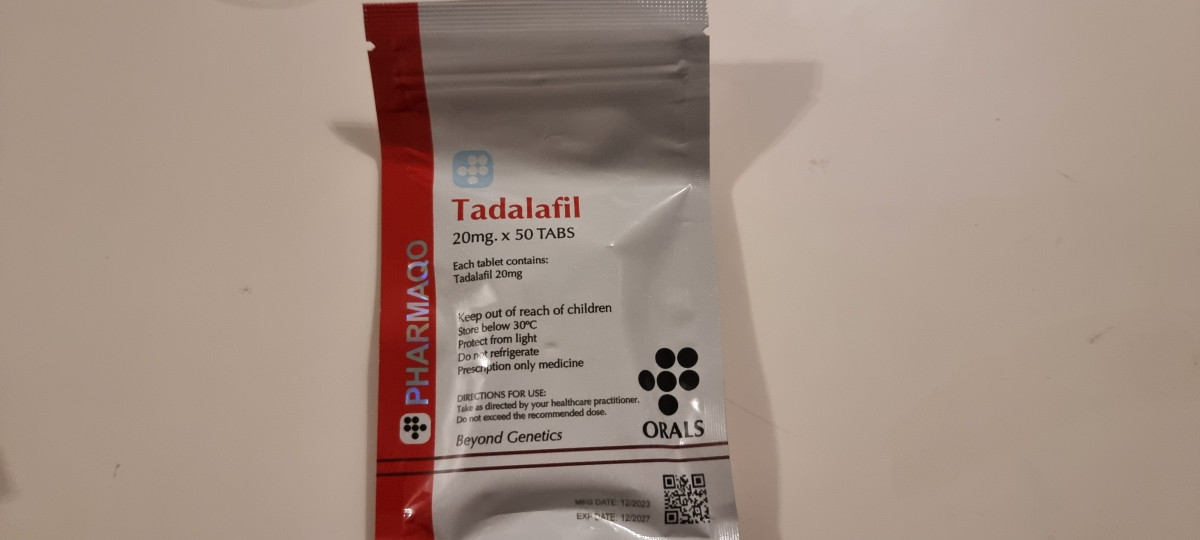 PHARMAQO
Tadalafil
20mg. x 50 TABS
Each tablet contains:
Tadalafil 20mg
Keep out of reach of children
Store below 30ºC
Protect from light
Do not refrigerate
Prescription only medicine
DIRECTIONS FOR USE:
Take as directed by your healthcare practitioner.
Do not exceed the recommended dose.
Beyond Genetics
ORALS
MFG DATE: 12/2023
EXP DATE: 12/2027